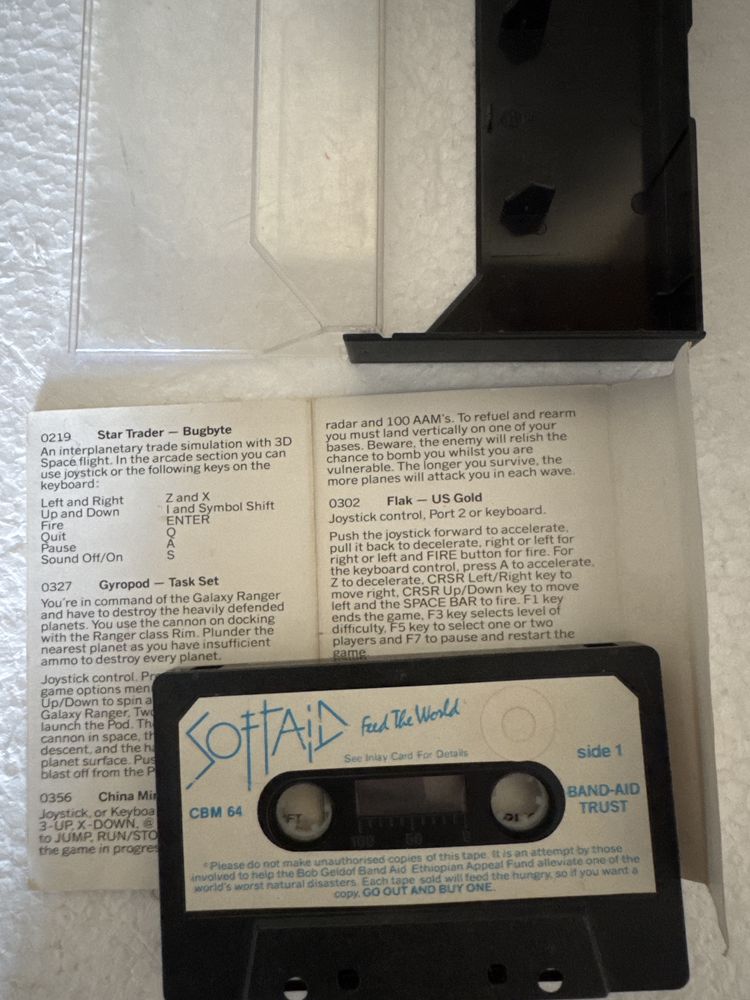 0219 Star Trader — Bugbyte
An interplanetary trade simulation with 3D
Space flight. In the arcade section you can
use joystick or the following keys on the
keyboard:
Left and Right Z and X
Up and Down I and Symbol Shift
Fire ENTER
Quit Q
Pause A
Sound Off/On S
0327 Gyropod — Task Set
You're in command of the Galaxy Ranger
and have to destroy the heavily defended
planets. You use the cannon on docking
with the Ranger class Rim. Plunder the
nearest planet as you have insufficient
ammo to destroy every planet.
Joystick control.
game options
Up/Down to spin a
Galaxy Ranger.
launch the Pod.
cannon in space,
descent, and the
planet surface.
blast off from the
0356 China
Joystick, or
3-UP, X-DOWN,
to JUMP,
the game in
radar and 100 AAM's. To refuel and rearm
you must land vertically on one of your
bases. Beware, the enemy will relish the
chance to bomb you whilst you are
vulnerable. The longer you survive, the
more planes will attack you in each wave.
0302 Flak — US Gold
Joystick control, Port 2 or keyboard.
Push the joystick forward to accelerate,
pull it back to decelerate, right or left for
right or left and FIRE button for fire. For
the keyboard control, press A to accelerate,
Z to decelerate, CRSR Left/Right key to
move right, CRSR Up/Down key to move
left and the SPACE BAR to fire. F1 key
ends the game, F3 key selects level of
difficulty, F5 key to select one or two
players and F7 to pause and restart the
game.
SOFTAID Feed The World
See Inlay Card For Details
side 1
CBM 64
BAND-AID
TRUST
100 50 0
*Please do not make unauthorised copies of this tape. It is an attempt by those
involved to help the Bob Geldof Band Aid Ethiopian Appeal Fund alleviate one of the
world's worst natural disasters. Each tape sold will feed the hungry, so if you want a
copy, GO OUT AND BUY ONE.